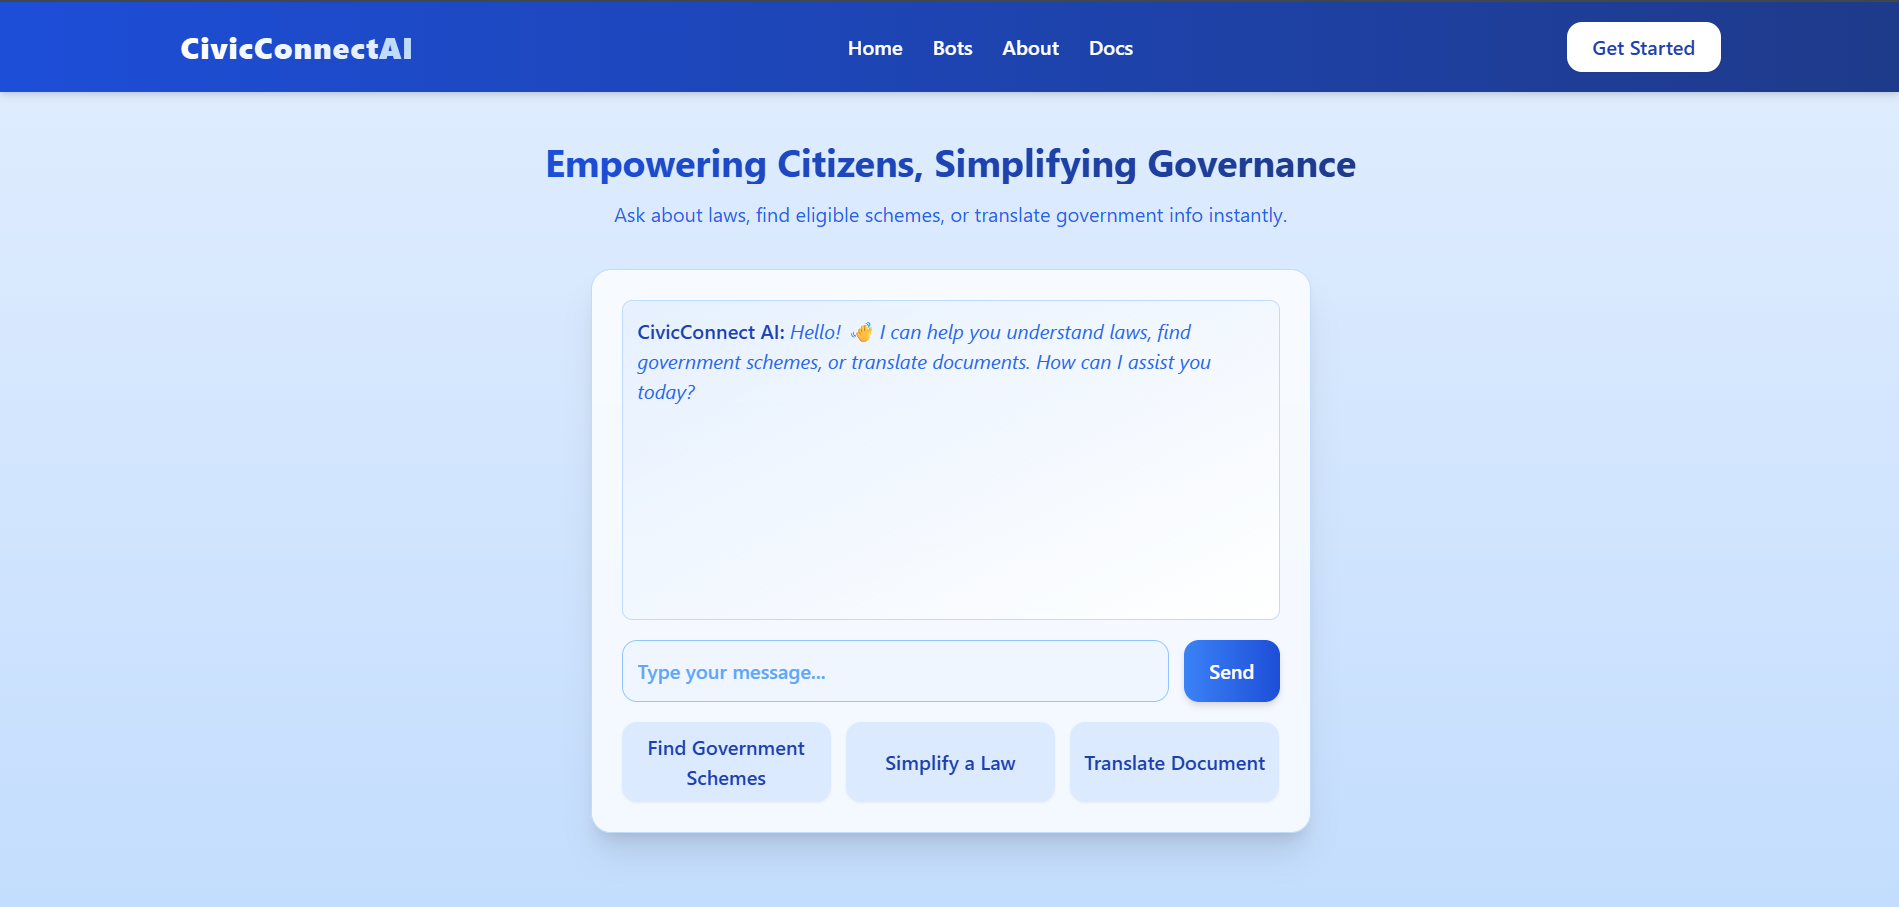 CivicConnectAI
Home Bots About Docs
Get Started
Empowering Citizens, Simplifying Governance
Ask about laws, find eligible schemes, or translate government info instantly.
CivicConnect AI: Hello! 👋 I can help you understand laws, find
government schemes, or translate documents. How can I assist you
today?
Type your message...
Send
Find Government
Schemes
Simplify a Law
Translate Document